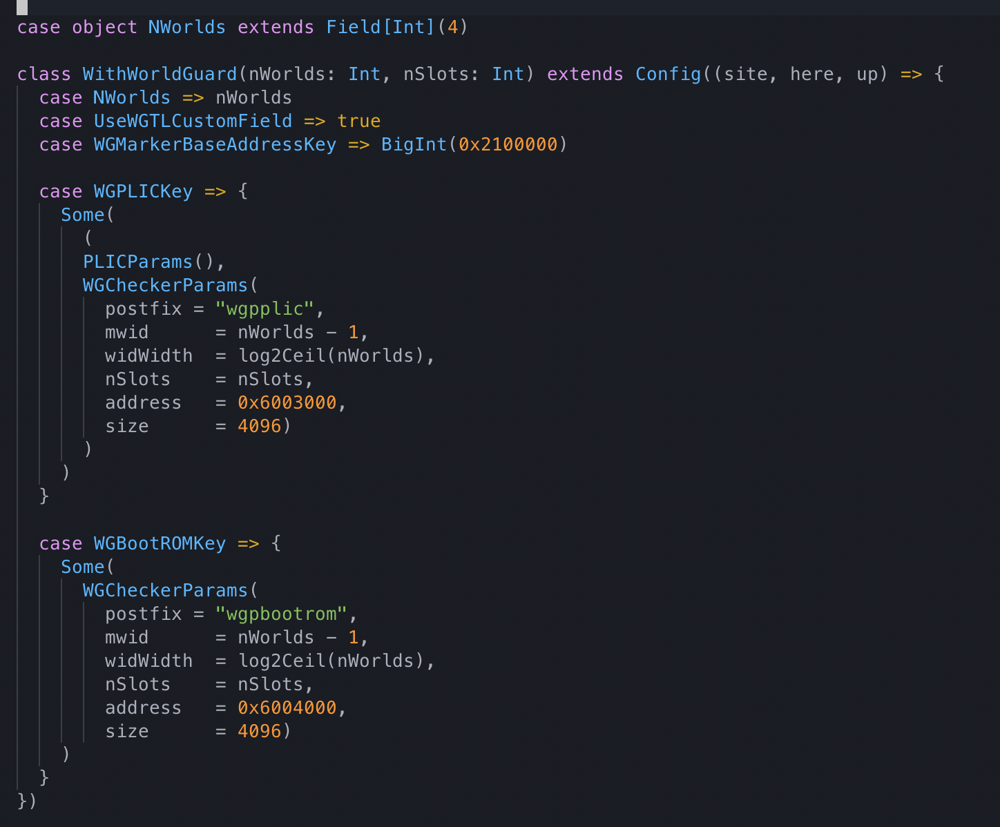 case object NWorlds extends Field[Int](4)

class WithWorldGuard(nWorlds: Int, nSlots: Int) extends Config((site, here, up) => {
  case NWorlds => nWorlds
  case UseWGTLCustomField => true
  case WGMarkerBaseAddressKey => BigInt(0x2100000)

  case WGPLICKey => {
    Some(
      (
      PLICParams(),
      WGCheckerParams(
        postfix = "wgpplic",
        mwid      = nWorlds - 1,
        widWidth  = log2Ceil(nWorlds),
        nSlots    = nSlots,
        address   = 0x6003000,
        size      = 4096)
      )
    )
  }

  case WGBootROMKey => {
    Some(
      WGCheckerParams(
        postfix = "wgpbootrom",
        mwid      = nWorlds - 1,
        widWidth  = log2Ceil(nWorlds),
        nSlots    = nSlots,
        address   = 0x6004000,
        size      = 4096)
    )
  }
})